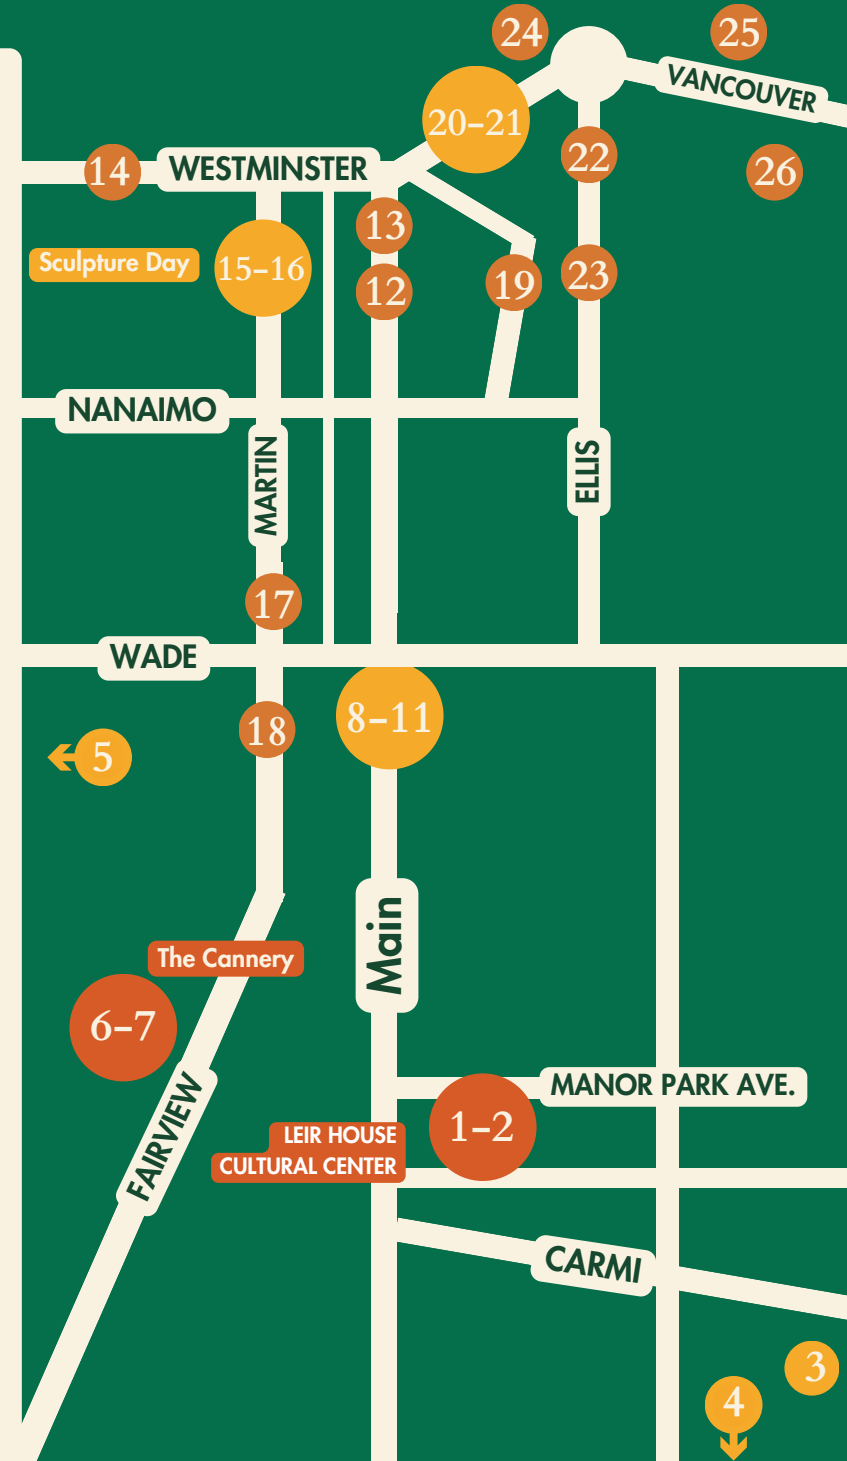 24
25
VANCOUVER
20–21
22
26
14
WESTMINSTER
13
Sculpture Day
15–16
12
19
23
NANAIMO
MARTIN
ELLIS
17
WADE
8–11
18
5
Main
The Cannery
6–7
FAIRVIEW
MANOR PARK AVE.
1–2
LEIR HOUSE
CULTURAL CENTER
CARMI
3
4